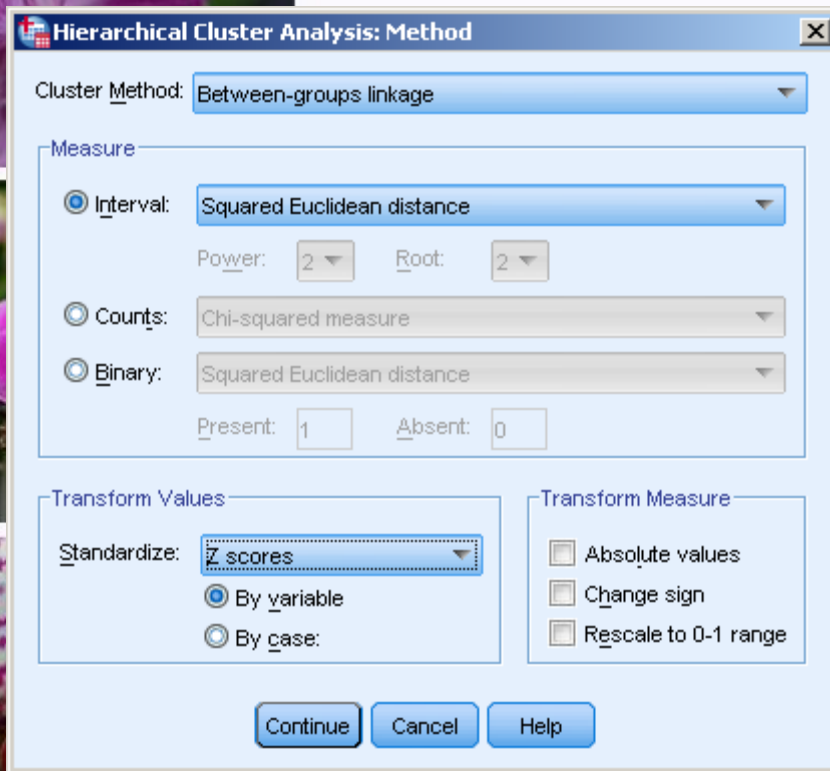 Hierarchical Cluster Analysis: Method
Cluster Method: Between-groups linkage
Measure
Interval: Squared Euclidean distance
Power: 2 Root: 2
Counts: Chi-squared measure
Binary: Squared Euclidean distance
Present: 1 Absent: 0
Transform Values
Standardize: Z scores
By variable
By case:
Transform Measure
Absolute values
Change sign
Rescale to 0-1 range
Continue Cancel Help